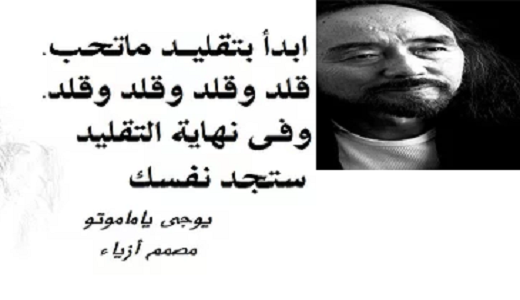 ابدأ بتقليد ماتحب.
قلد وقلد وقلد وقلد.
وفى نهاية التقليد
ستجد نفسك
يوجى ياماموتو
مصمم أزياء